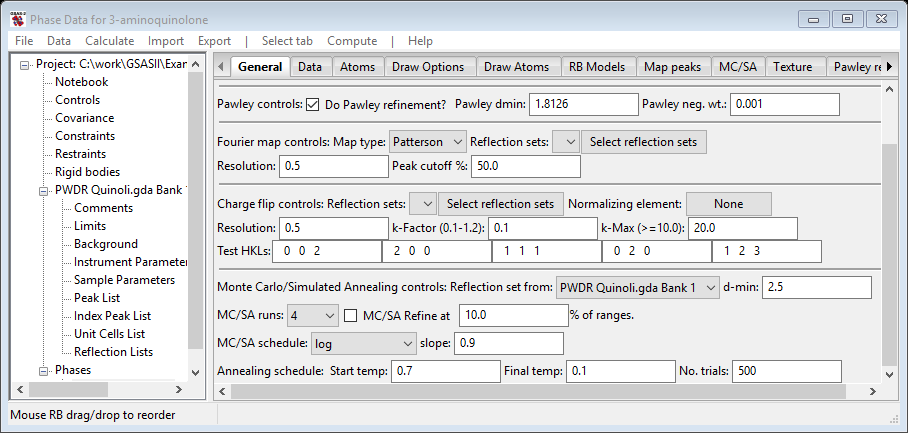 Phase Data for 3-aminoquinolone
File Data Calculate Import Export | Select tab Compute | Help
Project: C:\work\GSASII\Exam
Notebook
Controls
Covariance
Constraints
Restraints
Rigid bodies
PWDR Quinoli.gda Bank 1
Comments
Limits
Background
Instrument Parameter
Sample Parameters
Peak List
Index Peak List
Unit Cells List
Reflection Lists
Phases
General Data Atoms Draw Options Draw Atoms RB Models Map peaks MC/SA Texture Pawley re
Pawley controls: Do Pawley refinement? Pawley dmin: 1.8126 Pawley neg. wt.: 0.001
Fourier map controls: Map type: Patterson Reflection sets: Select reflection sets
Resolution: 0.5 Peak cutoff %: 50.0
Charge flip controls: Reflection sets: Select reflection sets Normalizing element: None
Resolution: 0.5 k-Factor (0.1-1.2): 0.1 k-Max (>=10.0): 20.0
Test HKLs: 0 0 2 2 0 0 1 1 1 0 2 0 1 2 3
Monte Carlo/Simulated Annealing controls: Reflection set from: PWDR Quinoli.gda Bank 1 d-min: 2.5
MC/SA runs: 4 MC/SA Refine at 10.0 % of ranges.
MC/SA schedule: log slope: 0.9
Annealing schedule: Start temp: 0.7 Final temp: 0.1 No. trials: 500
Mouse RB drag/drop to reorder